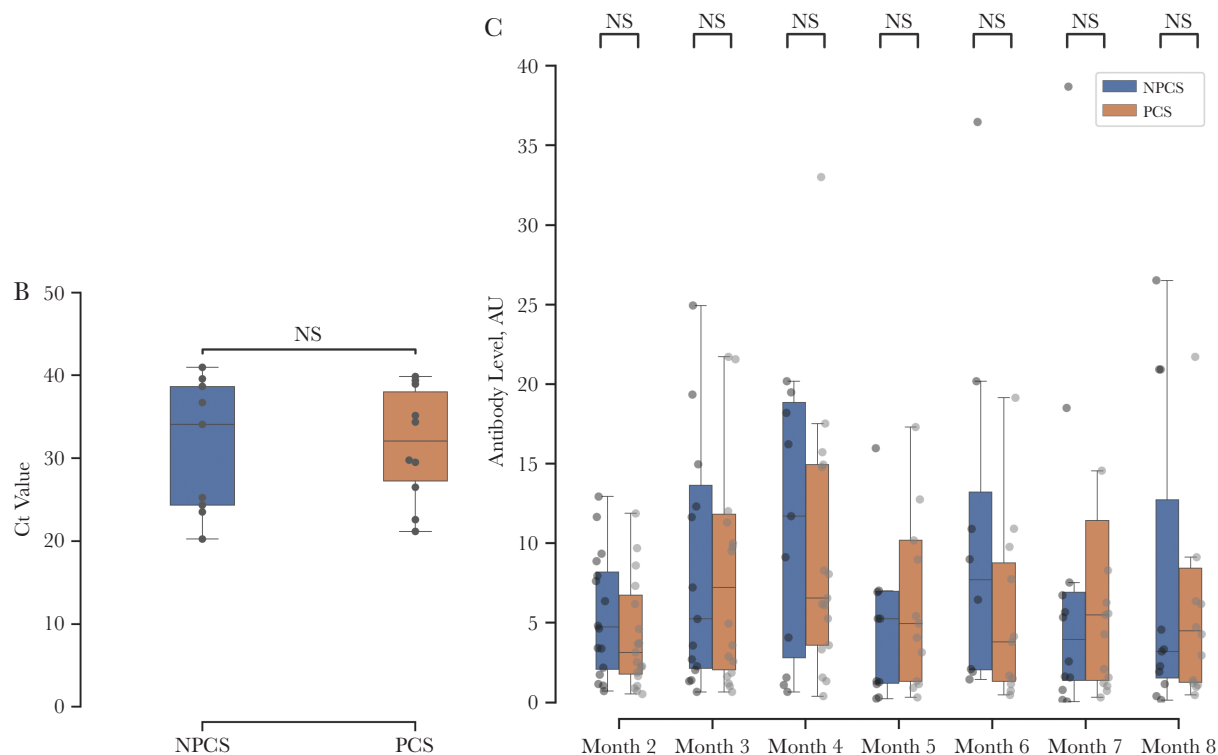 B
Ct Value
50
40
30
20
10
0
NS
NPCS
PCS
C
Antibody Level, AU
NS
NS
NS
NS
NS
NS
NS
40
35
30
25
20
15
10
5
0
NPCS
PCS
Month 2
Month 3
Month 4
Month 5
Month 6
Month 7
Month 8